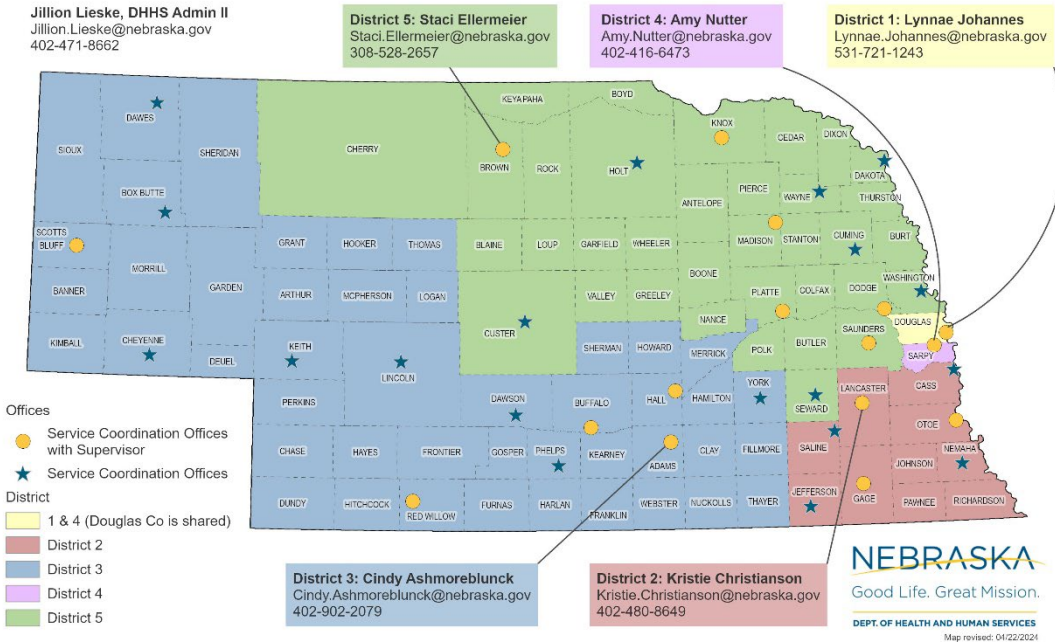 Jillion Lieske, DHHS Admin II
Jillion.Lieske@nebraska.gov
402-471-8662
District 5: Staci Ellermeier
Staci.Ellermeier@nebraska.gov
308-528-2657
District 4: Amy Nutter
Amy.Nutter@nebraska.gov
402-416-6473
District 1: Lynnae Johannes
Lynnae.Johannes@nebraska.gov
531-721-1243
DAWES
SIOUX
SHERIDAN
BOX BUTTE
SCOTTS
BLUFF
MORRILL
BANNER
GARDEN
KIMBALL
CHEYENNE
DEUEL
CHERRY
KEYAPAHA
BOYD
BROWN
ROCK
HOLT
KNOX
CEDAR
DIXON
DAKOTA
ANTELOPE
PIERCE
WAYNE
THURSTON
GRANT
HOOKER
THOMAS
BLAINE
LOUP
GARFIELD
WHEELER
MADISON
STANTON
CUMING
BURT
ARTHUR
MCPHERSON
LOGAN
CUSTER
VALLEY
GREELEY
BOONE
NANCE
PLATTE
COLFAX
DODGE
WASHINGTON
KEITH
LINCOLN
SHERMAN
HOWARD
MERRICK
POLK
BUTLER
SAUNDERS
DOUGLAS
SARPY
PERKINS
DAWSON
BUFFALO
HALL
HAMILTON
YORK
SEWARD
LANCASTER
CASS
OTOE
CHASE
HAYES
FRONTIER
GOSPER
PHELPS
KEARNEY
ADAMS
CLAY
FILLMORE
SALINE
JOHNSON
NEMAHA
DUNDY
HITCHCOCK
RED WILLOW
FURNAS
HARLAN
FRANKLIN
WEBSTER
NUCKOLLS
THAYER
JEFFERSON
GAGE
PAWNEE
RICHARDSON
Offices
Service Coordination Offices
with Supervisor
Service Coordination Offices
District
1 & 4 (Douglas Co is shared)
District 2
District 3
District 4
District 5
District 3: Cindy Ashmoreblunck
Cindy.Ashmoreblunck@nebraska.gov
402-902-2079
District 2: Kristie Christianson
Kristie.Christianson@nebraska.gov
402-480-8649
NEBRASKA
Good Life. Great Mission.
DEPT. OF HEALTH AND HUMAN SERVICES
Map revised: 04/22/2024